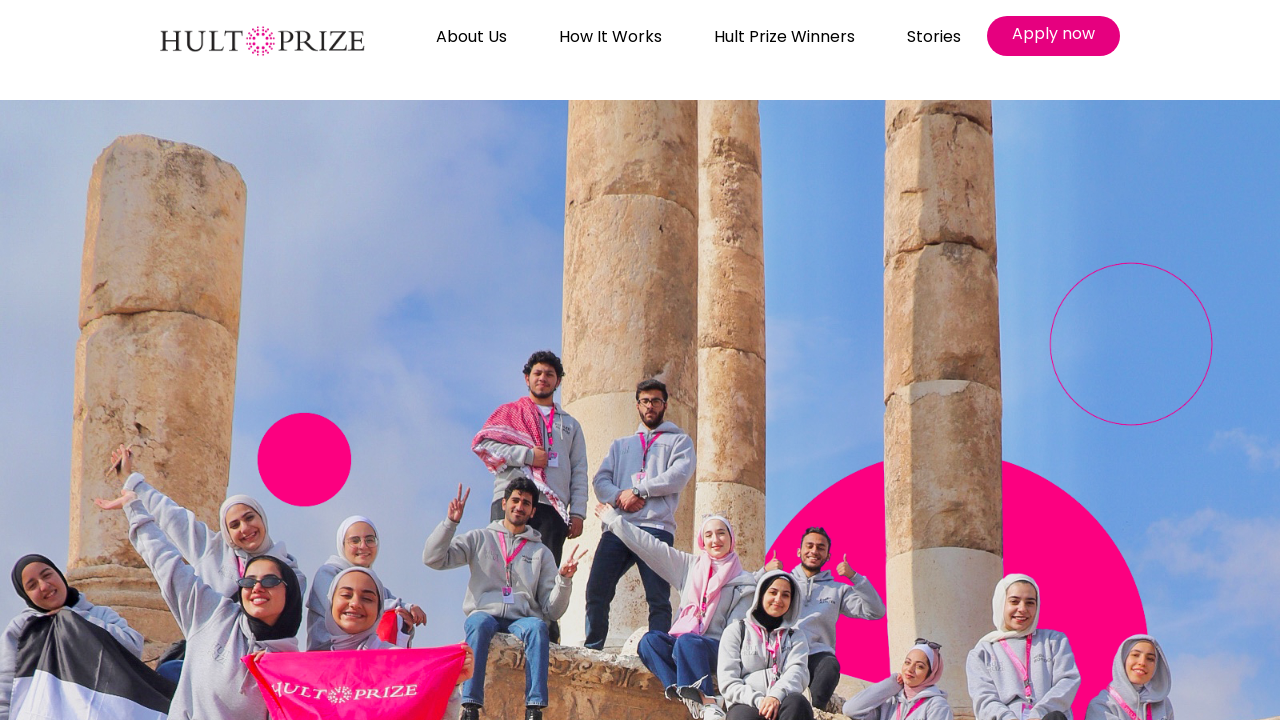 HULT PRIZE
About Us
How It Works
Hult Prize Winners
Stories
Apply now
HULT PRIZE